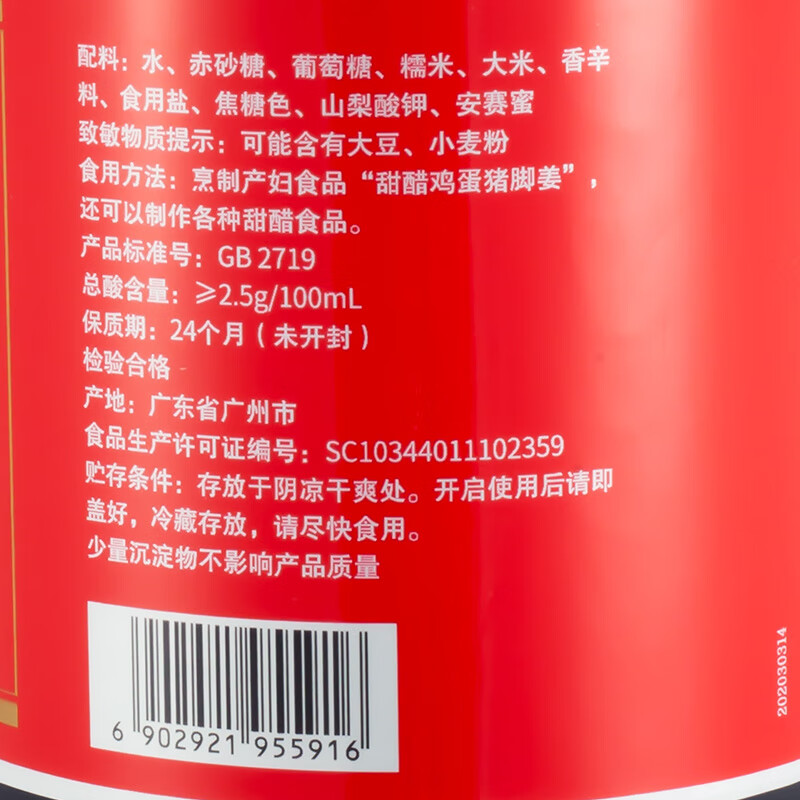 配料：水、赤砂糖、葡萄糖、糯米、大米、香辛
料、食用盐、焦糖色、山梨酸钾、安赛蜜
致敏物质提示：可能含有大豆、小麦粉
食用方法：烹制产妇食品“甜醋鸡蛋猪脚姜”，
还可以制作各种甜醋食品。
产品标准号：GB 2719
总酸含量：≥2.5g/100mL
保质期：24个月（未开封）
检验合格
产地：广东省广州市
食品生产许可证编号：SC10344011102359
贮存条件：存放于阴凉干爽处。开启使用后请即
盖好，冷藏存放，请尽快食用。
少量沉淀物不影响产品质量
6 902921 955916
202030314